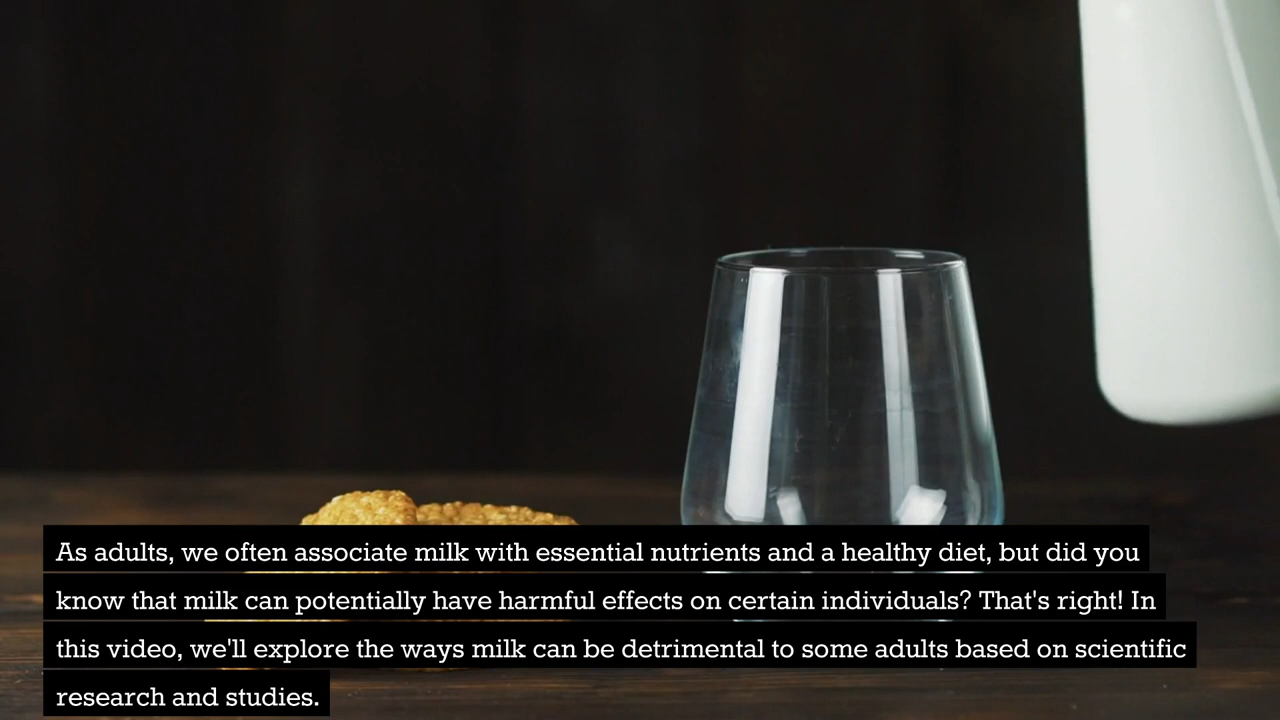 As adults, we often associate milk with essential nutrients and a healthy diet, but did you
know that milk can potentially have harmful effects on certain individuals? That's right! In
this video, we'll explore the ways milk can be detrimental to some adults based on scientific
research and studies.